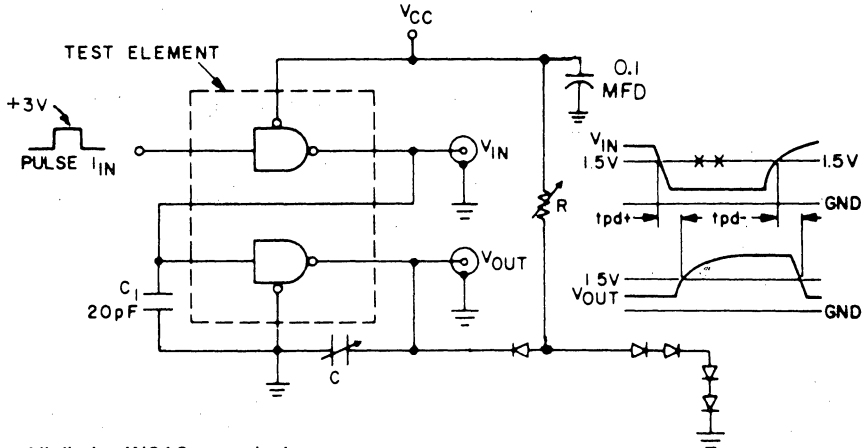 VCC
TEST ELEMENT
0.1
MFD
+3V
PULSE IIN
VIN
VIN
1.5V
1.5V
R
GND
tpd+
tpd-
VOUT
C1
20pF
1.5V
VOUT
GND
C